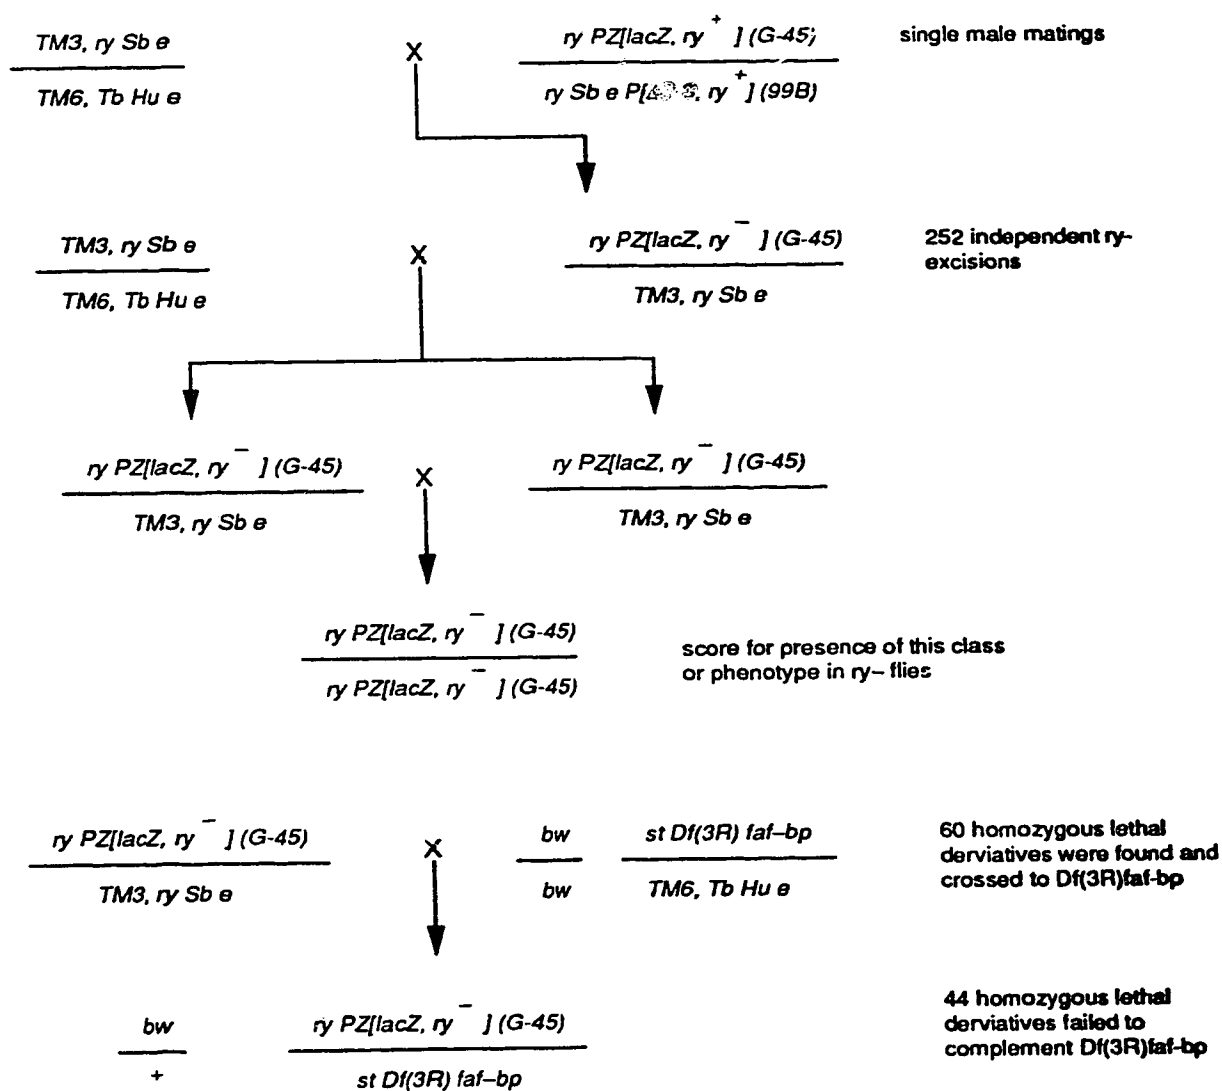 TM3, ry Sb e
TM6, Tb Hu e
X
ry PZ[lacZ, ry + ] (G-45)
ry Sb e P[ ry + ] (99B)
single male matings
TM3, ry Sb e
TM6, Tb Hu e
X
ry PZ[lacZ, ry – ] (G-45)
TM3, ry Sb e
252 independent ry-
excisions
ry PZ[lacZ, ry – ] (G-45)
TM3, ry Sb e
X
ry PZ[lacZ, ry – ] (G-45)
TM3, ry Sb e
ry PZ[lacZ, ry – ] (G-45)
ry PZ[lacZ, ry – ] (G-45)
score for presence of this class
or phenotype in ry– flies
ry PZ[lacZ, ry – ] (G-45)
TM3, ry Sb e
X
bw
bw
st Df(3R) faf–bp
TM6, Tb Hu e
60 homozygous lethal
derviatives were found and
crossed to Df(3R)faf-bp
bw
+
ry PZ[lacZ, ry – ] (G-45)
st Df(3R) faf–bp
44 homozygous lethal
derviatives failed to
complement Df(3R)faf-bp